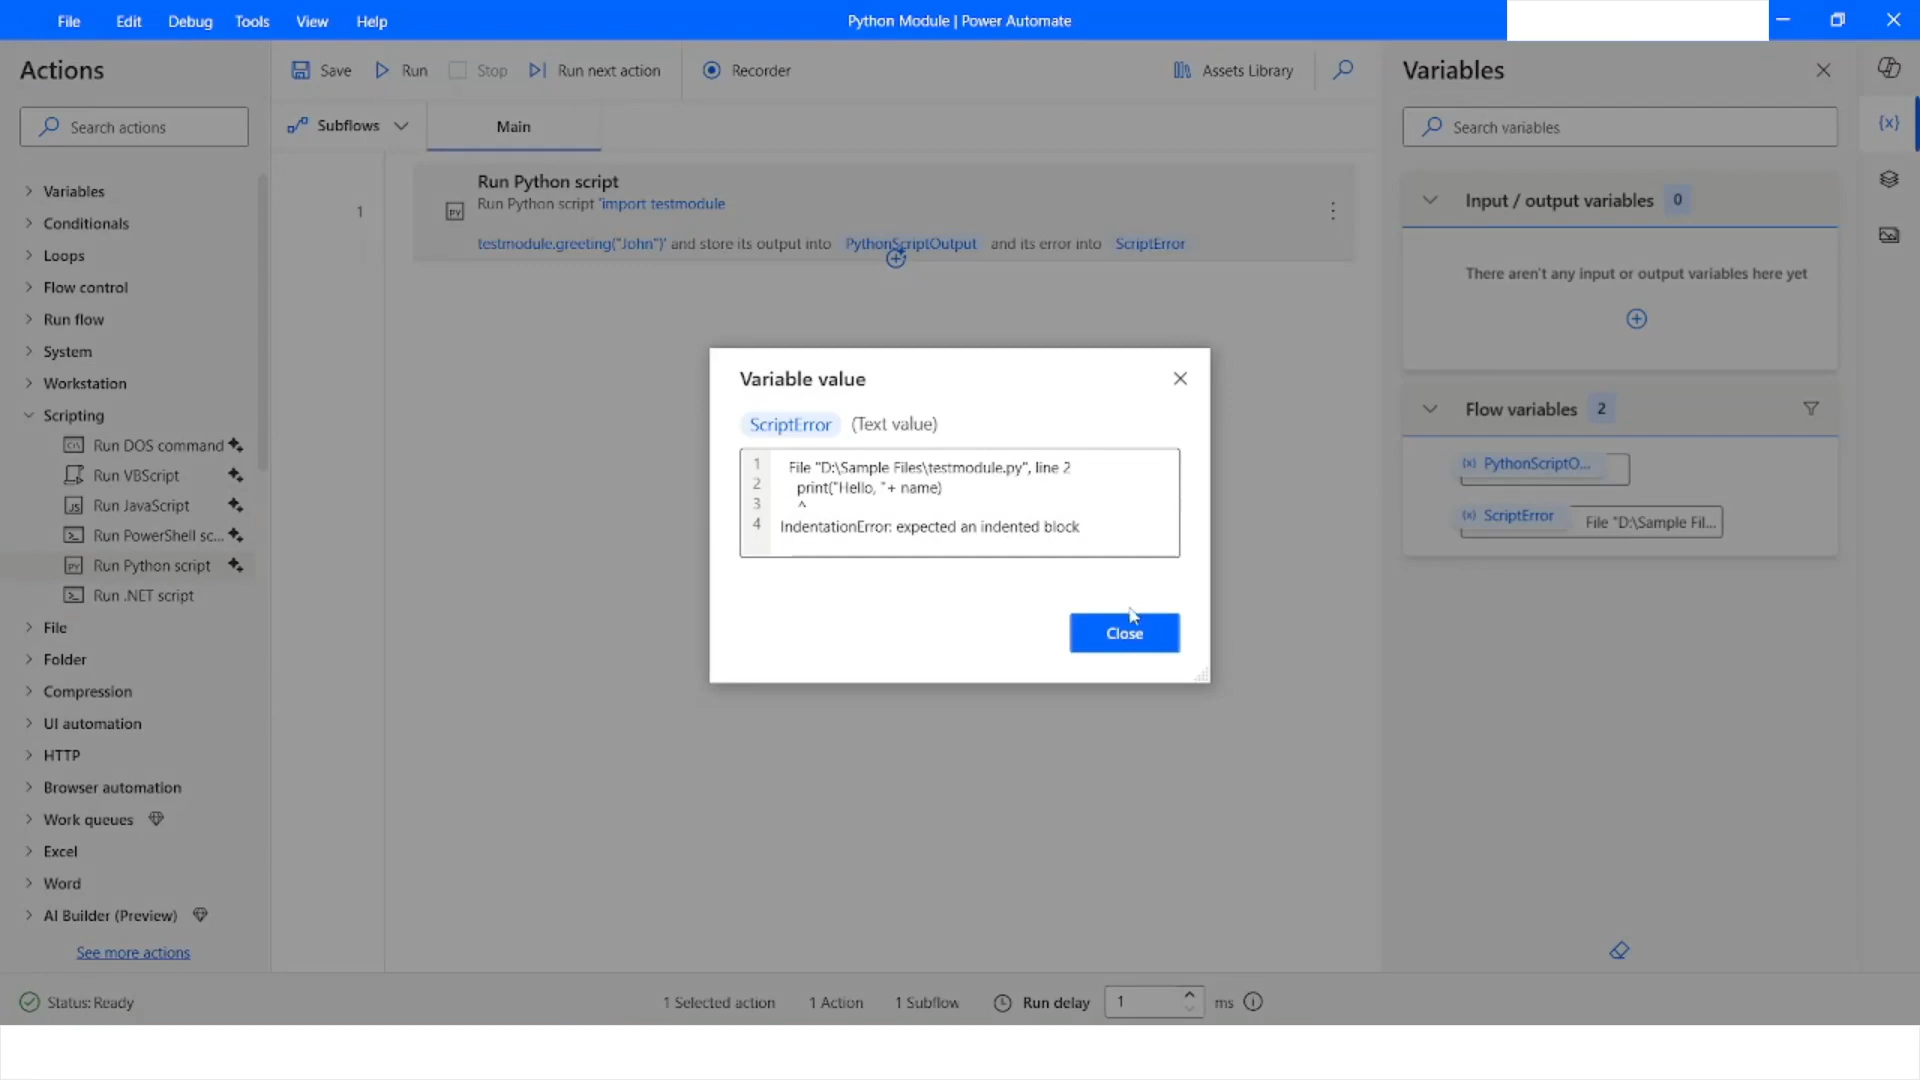 File Edit Debug Tools View Help
Python Module | Power Automate
Actions
Search actions
Variables
Conditionals
Loops
Flow control
Run flow
System
Workstation
Scripting
Run DOS command
Run VBScript
Run JavaScript
Run PowerShell sc...
Run Python script
Run .NET script
File
Folder
Compression
UI automation
HTTP
Browser automation
Work queues
Excel
Word
AI Builder (Preview)
See more actions
Save Run Stop Run next action Recorder Assets Library
Subflows Main
1
Run Python script
PY Run Python script 'import testmodule
testmodule.greeting("John")' and store its output into PythonScriptOutput and its error into ScriptError
Variable value
ScriptError (Text value)
1 File "D:\Sample Files\testmodule.py", line 2
2 print("Hello, "+ name)
3 ^
4 IndentationError: expected an indented block
Close
Variables
Search variables
{x}
Input / output variables 0
There aren't any input or output variables here yet
Flow variables 2
(x) PythonScriptO...
(x) ScriptError File "D:\Sample Fil...
Status: Ready 1 Selected action 1 Action 1 Subflow Run delay 1 ms